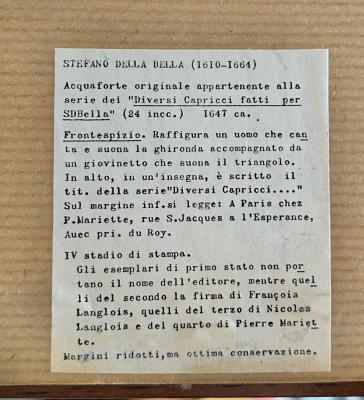 STEFANO DELLA BELLA (1610-1664)
Acquaforte originale appartenente alla
serie dei "Diversi Capricci fatti per
SDBella" (24 incc.) 1647 ca.
Frontespizio. Raffigura un uomo che can
ta e suona la ghironda accompagnato da
un giovinetto che suona il triangolo.
In alto, in un'insegna, è scritto il
tit. della serie"Diversi Capricci...."
Sul margine inf.si legge: A Paris chez
P.Mariette, rue S.Jacques a l'Esperance,
Auec pri. du Roy.
IV stadio di stampa.
Gli esemplari di primo stato non por
tano il nome dell'editore, mentre quel
li del secondo la firma di François
Langlois, quelli del terzo di Nicolas
Langlois e del quarto di Pierre Mariet
te.
Margini ridotti,ma ottima conservazione.